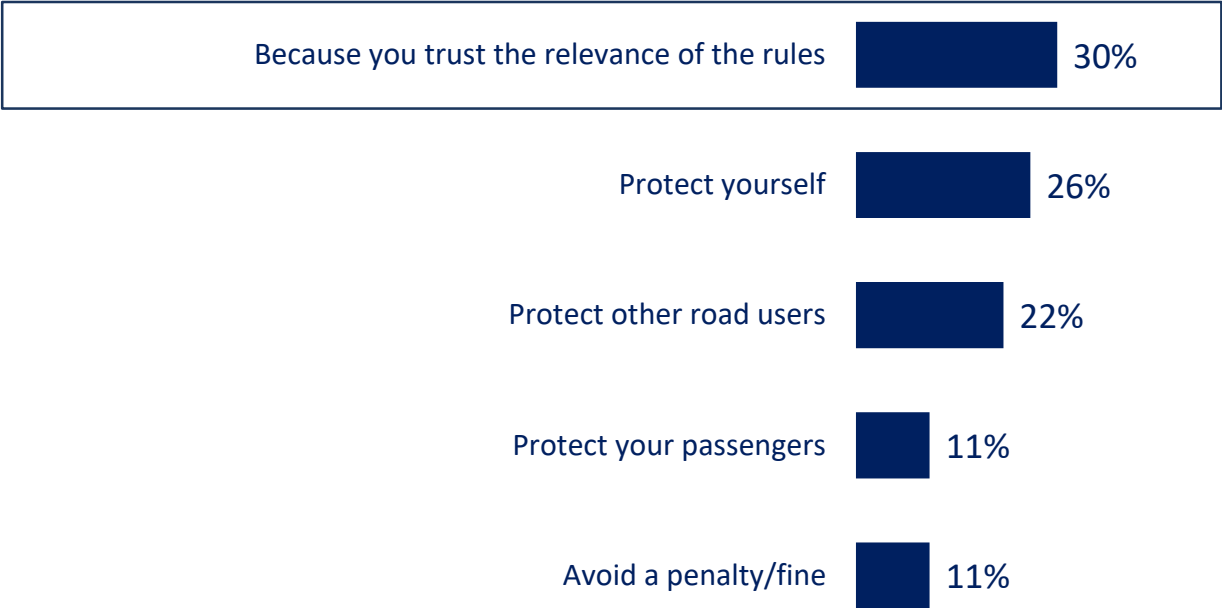 Because you trust the relevance of the rules 30%
Protect yourself 26%
Protect other road users 22%
Protect your passengers 11%
Avoid a penalty/fine 11%